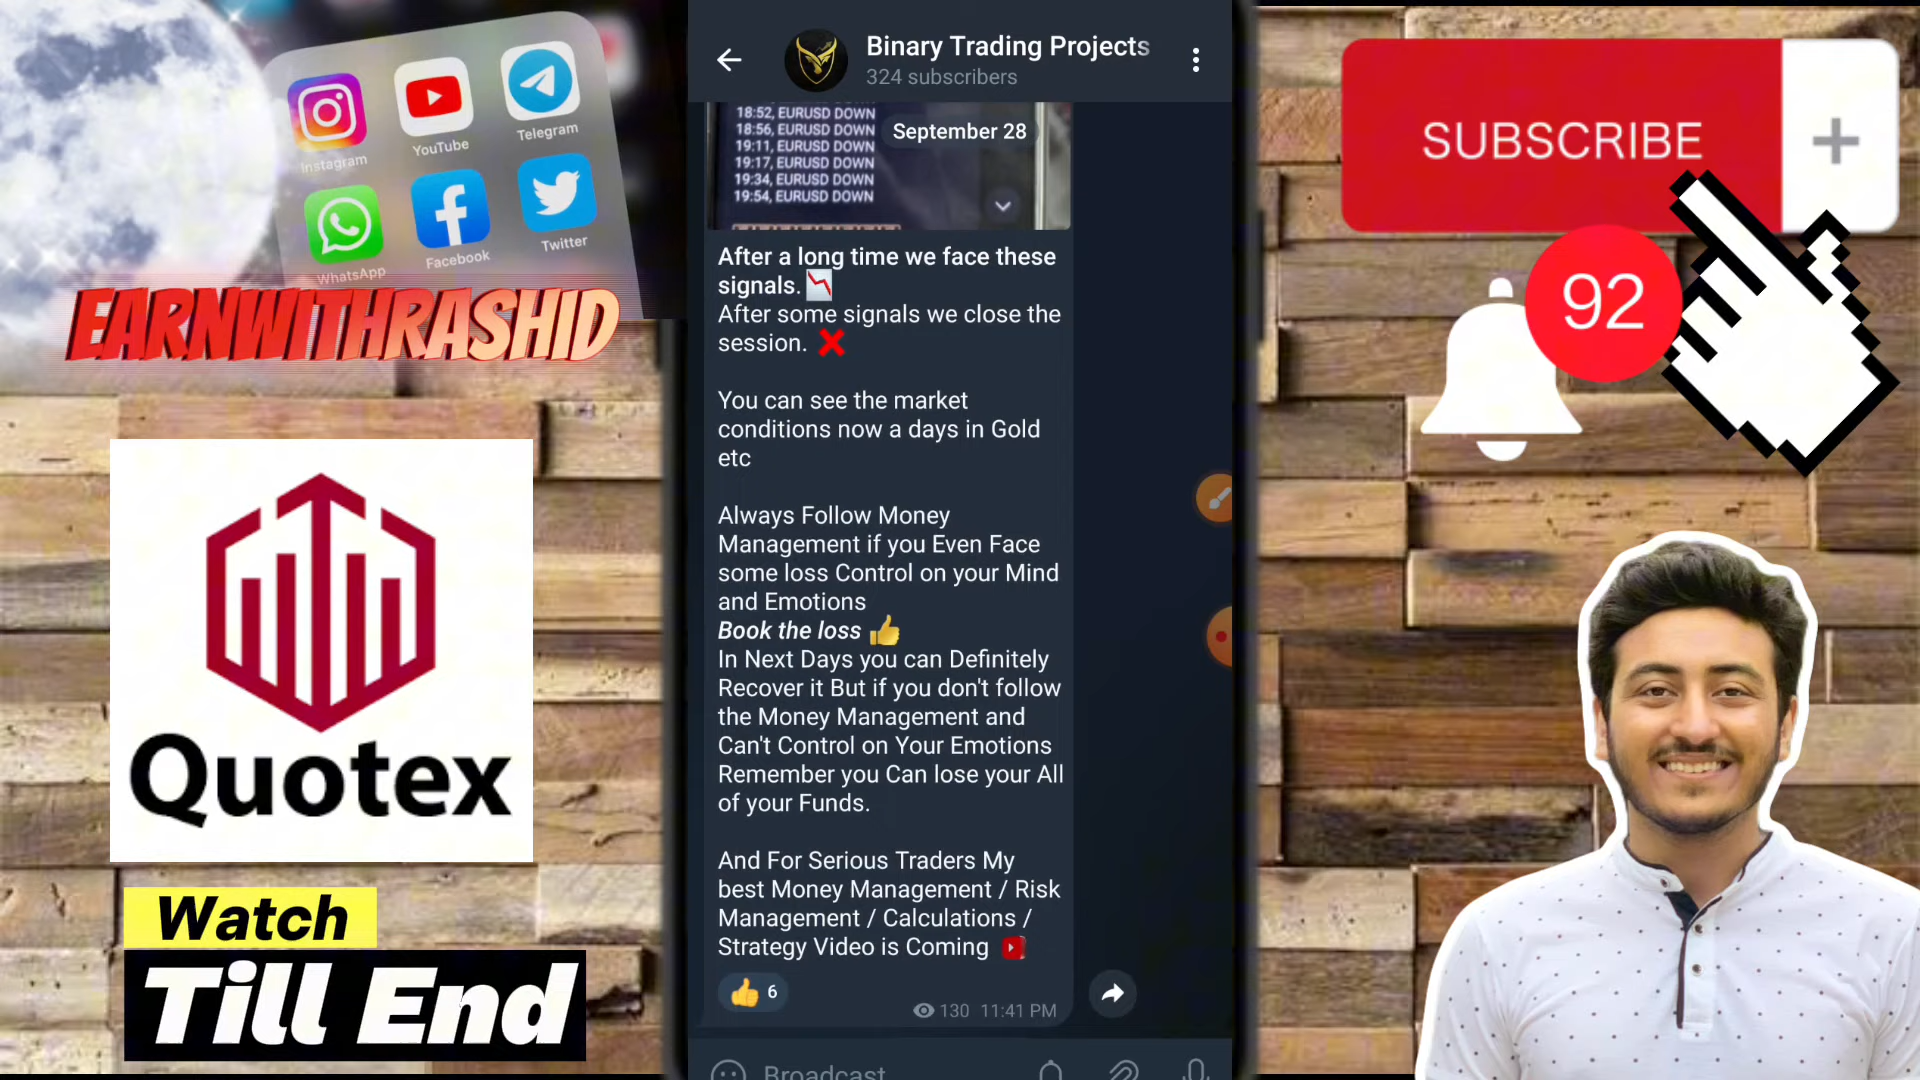 Instagram
YouTube
Telegram
WhatsApp
Facebook
Twitter
EARNWITHRASHID
Quotex
Watch
Till End
Binary Trading Projects
324 subscribers
September 28
18:52, EURUSD DOWN
18:56, EURUSD DOWN
19:11, EURUSD DOWN
19:17, EURUSD DOWN
19:34, EURUSD DOWN
19:54, EURUSD DOWN
After a long time we face these
signals. 📉
After some signals we close the
session. ❌
You can see the market
conditions now a days in Gold
etc
Always Follow Money
Management if you Even Face
some loss Control on your Mind
and Emotions
Book the loss 👍
In Next Days you can Definitely
Recover it But if you don't follow
the Money Management and
Can't Control on Your Emotions
Remember you Can lose your All
of your Funds.
And For Serious Traders My
best Money Management / Risk
Management / Calculations /
Strategy Video is Coming
👍 6
130 11:41 PM
Broadcast
SUBSCRIBE +
92